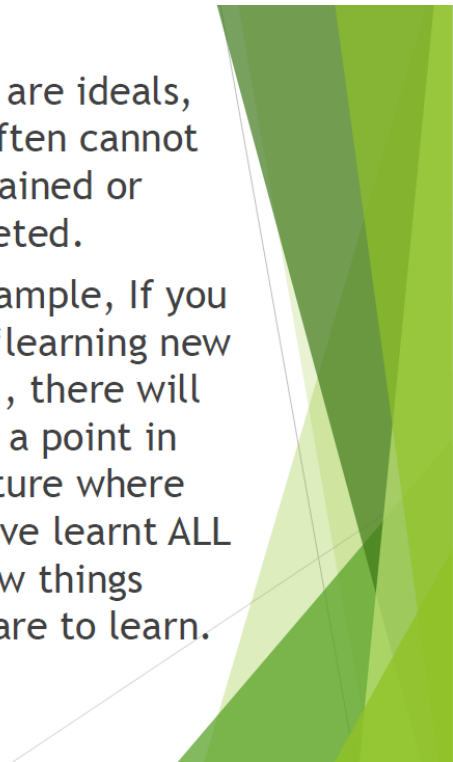 are ideals,
ften cannot
ained or
eted.
ample, If you
‘learning new
, there will
a point in
ture where
ve learnt ALL
w things
are to learn.